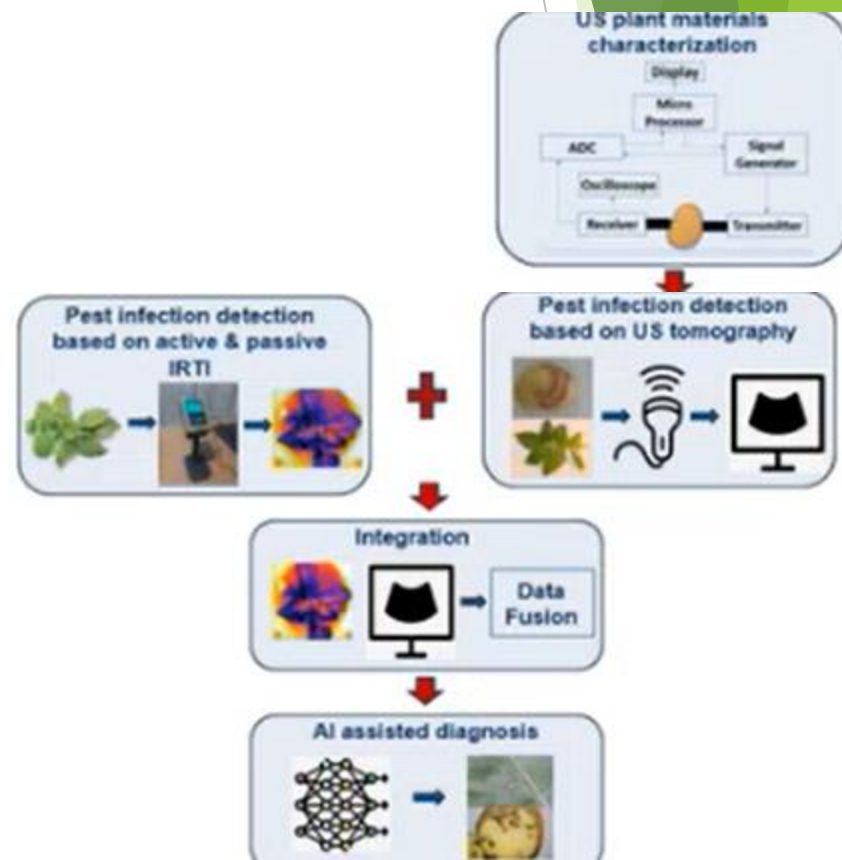 US plant materials
characterization
Display
Micro
Processor
ADC
Signal
Generator
Oscilloscope
Receiver
Transmitter
Pest infection detection
based on active & passive
IRTI
Pest infection detection
based on US tomography
Integration
Data
Fusion
AI assisted diagnosis